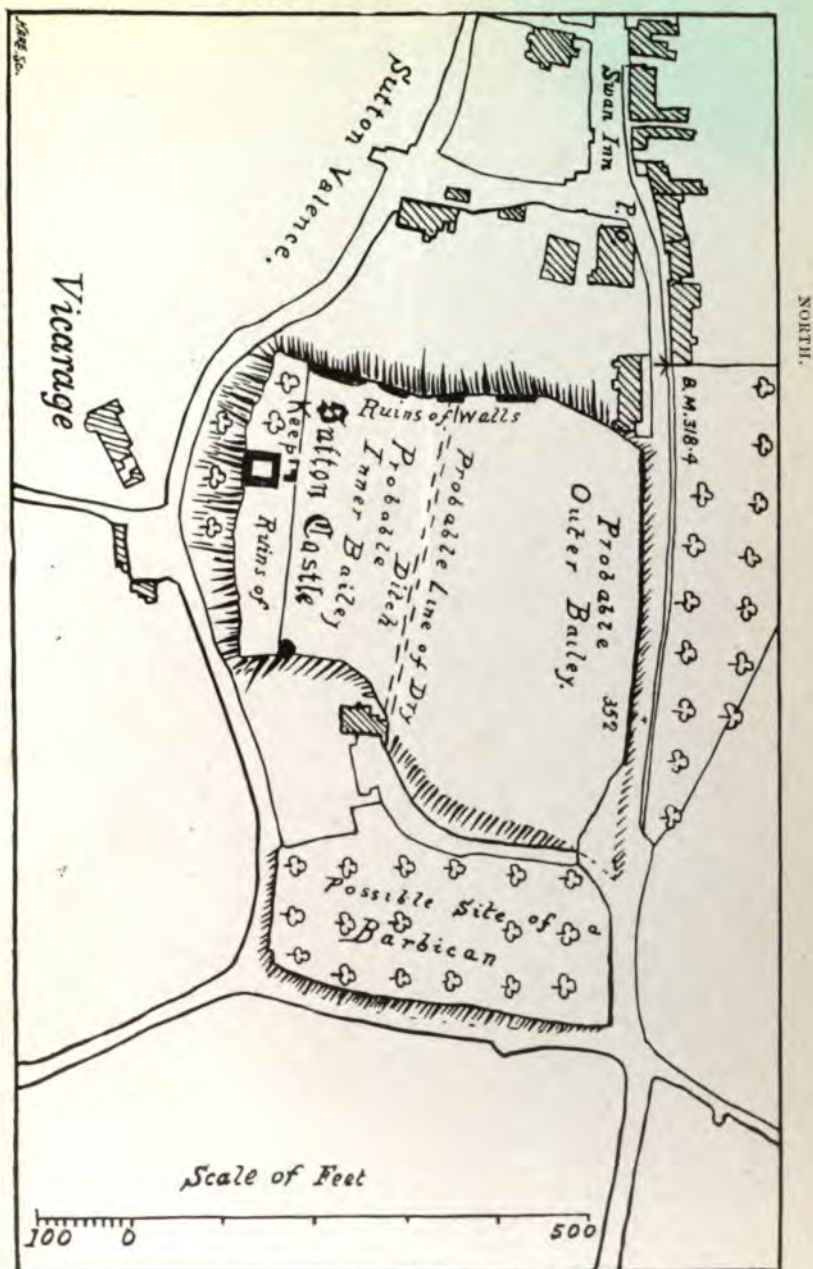 NORTH.
Swan Inn
P.O.
B.M. 318·4
Sutton Valence.
Vicarage
Ruins of Walls
Keep
Ruins of
Sutton Castle
Probable
Inner Bailey
Probable Line of Dry
Ditch
Probable
Outer Bailey.
352
Possible Site of a
Barbican
Scale of Feet
100 0 500